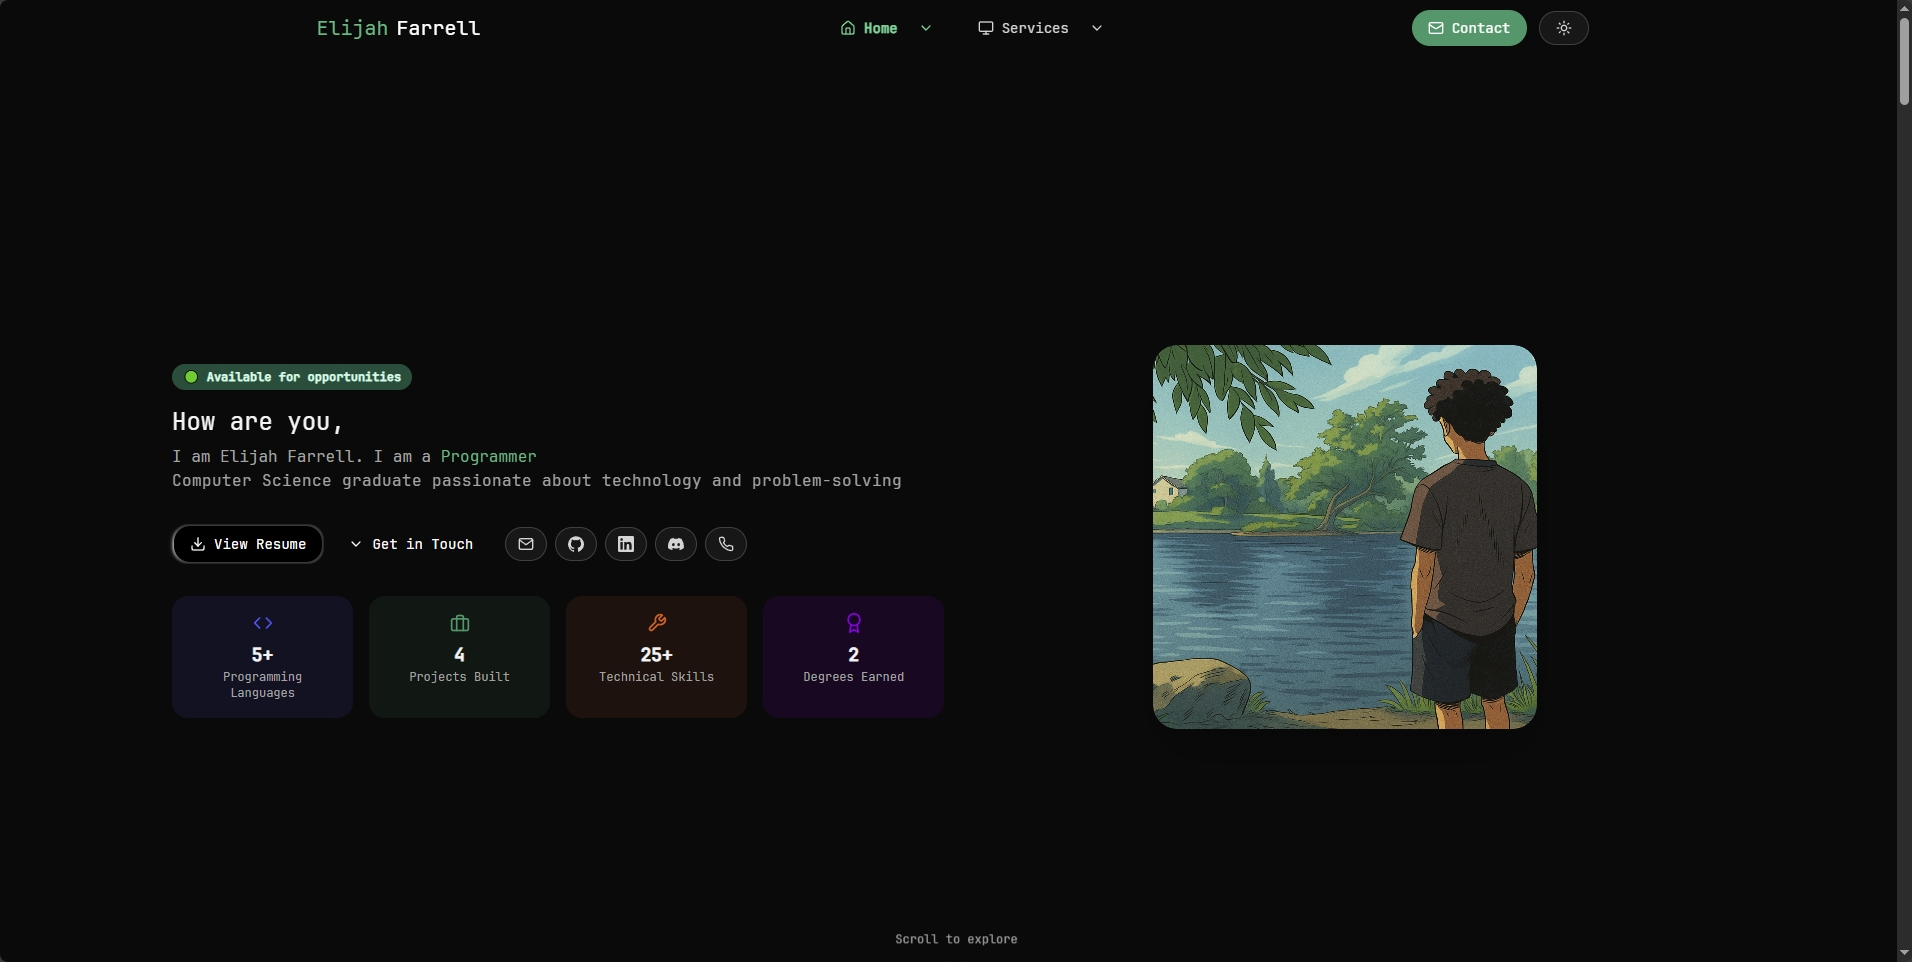 Elijah Farrell
Home
Services
Contact
Available for opportunities
How are you,
I am Elijah Farrell. I am a Programmer
Computer Science graduate passionate about technology and problem-solving
View Resume
Get in Touch
5+
Programming
Languages
4
Projects Built
25+
Technical Skills
2
Degrees Earned
Scroll to explore